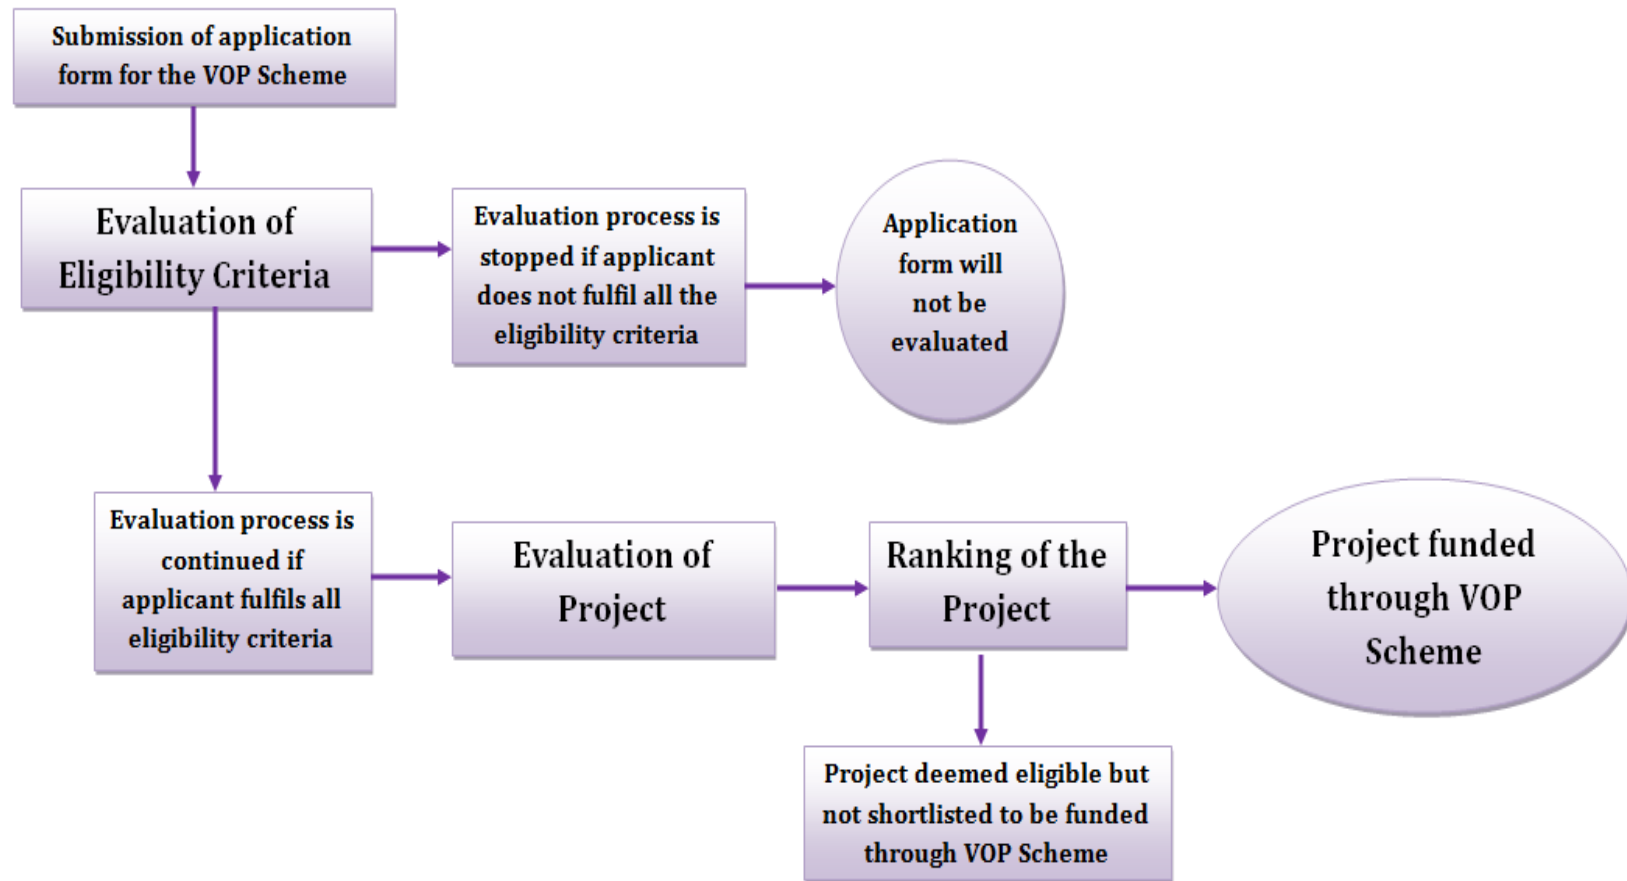 Submission of application
form for the VOP Scheme
Evaluation of
Eligibility Criteria
Evaluation process is
stopped if applicant
does not fulfil all the
eligibility criteria
Application
form will
not be
evaluated
Evaluation process is
continued if
applicant fulfils all
eligibility criteria
Evaluation of
Project
Ranking of the
Project
Project funded
through VOP
Scheme
Project deemed eligible but
not shortlisted to be funded
through VOP Scheme